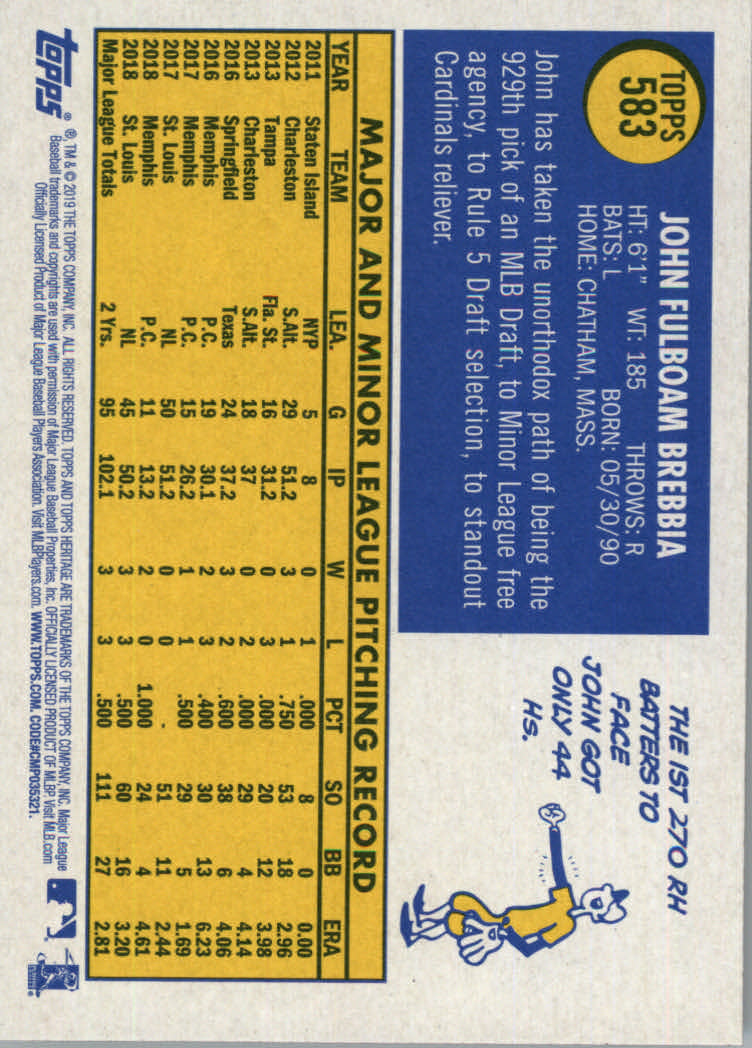 TOPPS
583
JOHN FULBOAM BREBBIA
HT: 6'1" WT: 185 THROWS: R
BATS: L BORN: 05/30/90
HOME: CHATHAM, MASS.
John has taken the unorthodox path of being the
929th pick of an MLB Draft, to Minor League free
agency, to Rule 5 Draft selection, to standout
Cardinals reliever.
THE 1ST 270 RH
BATTERS TO
FACE
JOHN GOT
ONLY 44
HS.
MAJOR AND MINOR LEAGUE PITCHING RECORD
YEAR TEAM LEA. G IP W L PCT SO BB ERA
2011 Staten Island NYP 5 8 0 1 .000 8 0 0.00
2012 Charleston S.Alt. 29 51.2 3 1 .750 53 18 2.96
2013 Tampa Fla. St. 16 31.2 0 3 .000 20 12 3.98
2013 Charleston S.Alt. 18 37 0 2 .000 29 4 4.14
2016 Springfield Texas 24 37.2 3 2 .600 38 6 4.06
2016 Memphis P.C. 19 30.1 2 3 .400 30 13 6.23
2017 Memphis P.C. 15 26.2 1 1 .500 29 5 1.69
2017 St. Louis NL 50 51.2 0 0 - 51 11 2.44
2018 Memphis P.C. 11 13.2 2 0 1.000 24 4 4.61
2018 St. Louis NL 45 50.2 3 3 .500 60 16 3.20
Major League Totals 2 Yrs. 95 102.1 3 3 .500 111 27 2.81
topps® ®, TM & © 2019 THE TOPPS COMPANY, INC. ALL RIGHTS RESERVED. TOPPS AND TOPPS HERITAGE ARE TRADEMARKS OF THE TOPPS COMPANY, INC. Major League
Baseball trademarks and copyrights are used with permission of Major League Baseball Properties, Inc. OFFICIALLY LICENSED PRODUCT OF MLBP Visit MLB.com
Officially Licensed Product of Major League Baseball Players Association. Visit MLBPlayers.com. WWW.TOPPS.COM. CODE#CMP035321.